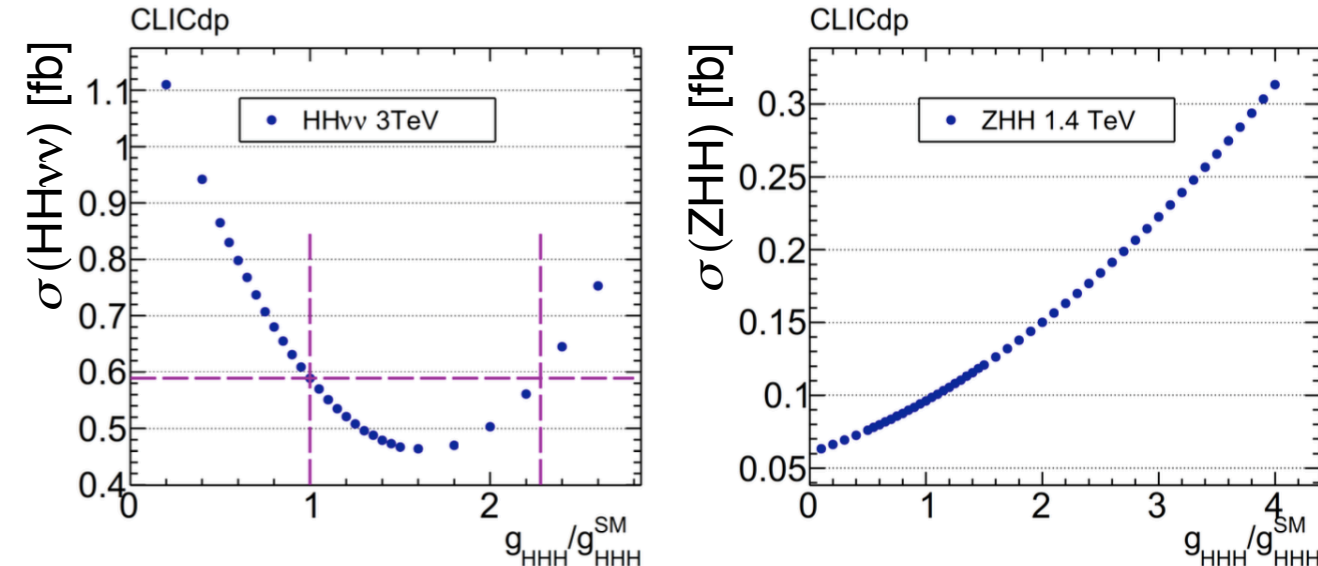 CLICdp
σ(HHνν) [fb]
HHνν 3TeV
1.1
1
0.9
0.8
0.7
0.6
0.5
0.4
0
1
2
g_HHH/g_HHH^SM
CLICdp
σ(ZHH) [fb]
ZHH 1.4 TeV
0.3
0.25
0.2
0.15
0.1
0.05
0
1
2
3
4
g_HHH/g_HHH^SM